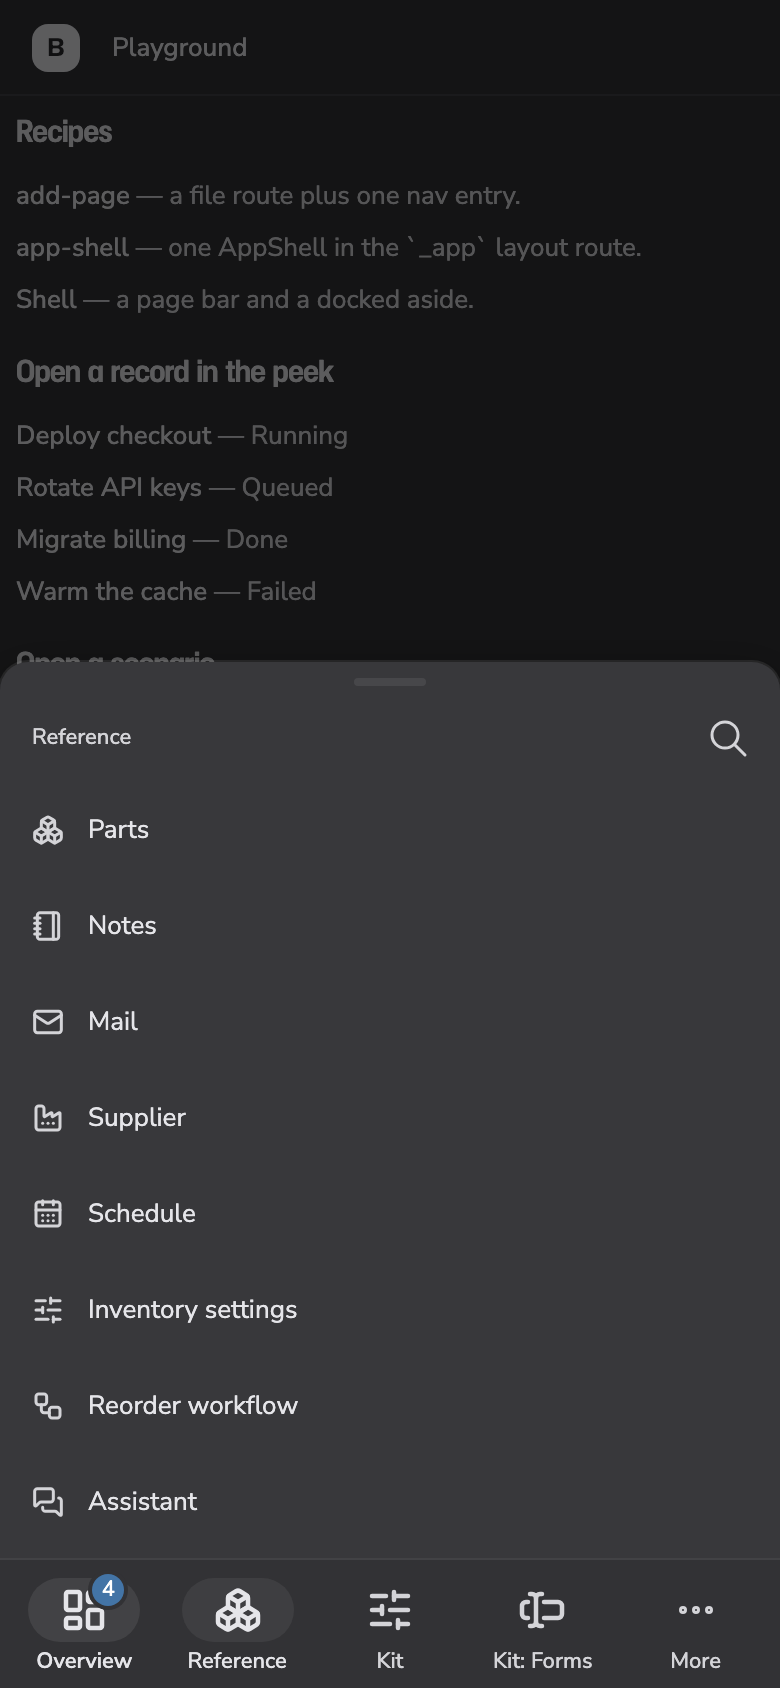 B Playground
Recipes
add-page — a file route plus one nav entry.
app-shell — one AppShell in the `_app` layout route.
Shell — a page bar and a docked aside.
Open a record in the peek
Deploy checkout — Running
Rotate API keys — Queued
Migrate billing — Done
Warm the cache — Failed
Open a scenario
Reference
Parts
Notes
Mail
Supplier
Schedule
Inventory settings
Reorder workflow
Assistant
4
Overview Reference Kit Kit: Forms More